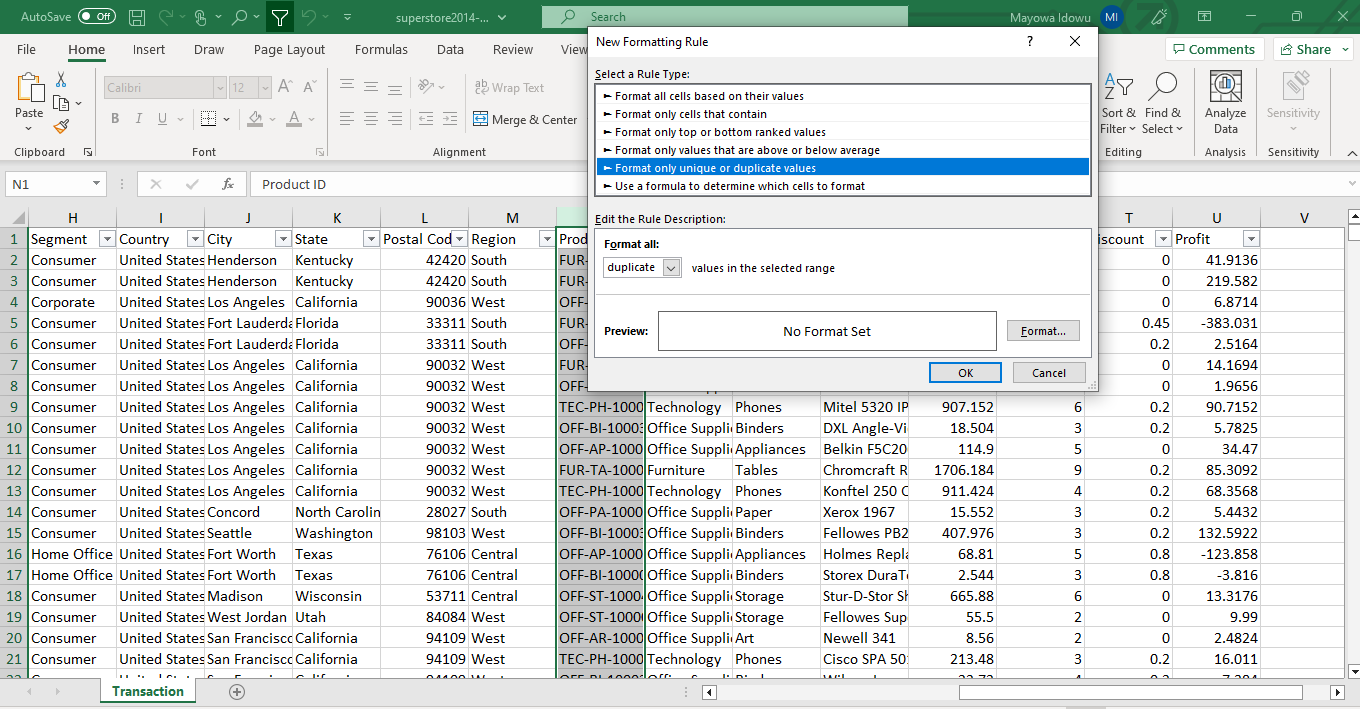 AutoSave Off superstore2014-... Search Mayowa Idowu MI
File Home Insert Draw Page Layout Formulas Data Review View Comments Share
New Formatting Rule ?
Select a Rule Type:
► Format all cells based on their values
► Format only cells that contain
► Format only top or bottom ranked values
► Format only values that are above or below average
► Format only unique or duplicate values
► Use a formula to determine which cells to format
Edit the Rule Description:
Format all:
duplicate values in the selected range
Preview: No Format Set Format...
OK Cancel
Paste Calibri 12 A A Wrap Text
B I U A Merge & Center
Sort & Filter Find & Select Analyze Data Sensitivity
Clipboard Font Alignment Editing Analysis Sensitivity
N1 fx Product ID
H I J K L M T U V
1 Segment Country City State Postal Cod Region Prod iscount Profit
2 Consumer United States Henderson Kentucky 42420 South FUR- 0 41.9136
3 Consumer United States Henderson Kentucky 42420 South FUR- 0 219.582
4 Corporate United States Los Angeles California 90036 West OFF- 0 6.8714
5 Consumer United States Fort Lauderda Florida 33311 South FUR- 0.45 -383.031
6 Consumer United States Fort Lauderda Florida 33311 South OFF- 0.2 2.5164
7 Consumer United States Los Angeles California 90032 West FUR- 0 14.1694
8 Consumer United States Los Angeles California 90032 West OFF- 0 1.9656
9 Consumer United States Los Angeles California 90032 West TEC-PH-1000 Technology Phones Mitel 5320 IP 907.152 6 0.2 90.7152
10 Consumer United States Los Angeles California 90032 West OFF-BI-10003 Office Suppli Binders DXL Angle-Vi 18.504 3 0.2 5.7825
11 Consumer United States Los Angeles California 90032 West OFF-AP-1000 Office Suppli Appliances Belkin F5C20 114.9 5 0 34.47
12 Consumer United States Los Angeles California 90032 West FUR-TA-1000 Furniture Tables Chromcraft R 1706.184 9 0.2 85.3092
13 Consumer United States Los Angeles California 90032 West TEC-PH-1000 Technology Phones Konftel 250 C 911.424 4 0.2 68.3568
14 Consumer United States Concord North Carolin 28027 South OFF-PA-1000 Office Suppli Paper Xerox 1967 15.552 3 0.2 5.4432
15 Consumer United States Seattle Washington 98103 West OFF-BI-10003 Office Suppli Binders Fellowes PB2 407.976 3 0.2 132.5922
16 Home Office United States Fort Worth Texas 76106 Central OFF-AP-1000 Office Suppli Appliances Holmes Repla 68.81 5 0.8 -123.858
17 Home Office United States Fort Worth Texas 76106 Central OFF-BI-10000 Office Suppli Binders Storex DuraT 2.544 3 0.8 -3.816
18 Consumer United States Madison Wisconsin 53711 Central OFF-ST-10004 Office Suppli Storage Stur-D-Stor Sh 665.88 6 0 13.3176
19 Consumer United States West Jordan Utah 84084 West OFF-ST-1000 Office Suppli Storage Fellowes Sup 55.5 2 0 9.99
20 Consumer United States San Francisco California 94109 West OFF-AR-1000 Office Suppli Art Newell 341 8.56 2 0 2.4824
21 Consumer United States San Francisco California 94109 West TEC-PH-1000 Technology Phones Cisco SPA 50 213.48 3 0.2 16.011
Transaction